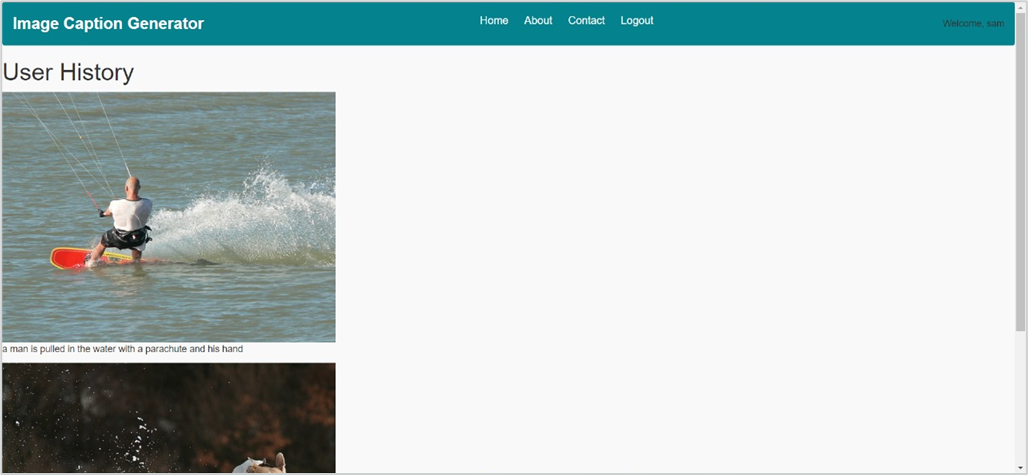 Image Caption Generator
Home About Contact Logout
Welcome, sam
User History
a man is pulled in the water with a parachute and his hand